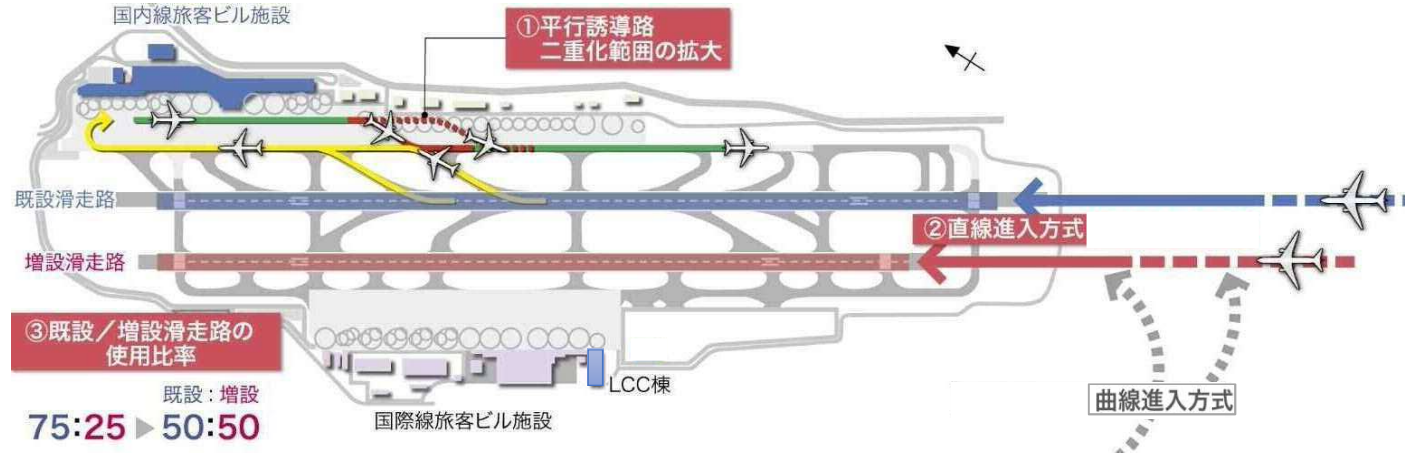 国内線旅客ビル施設
①平行誘導路
二重化範囲の拡大
既設滑走路
②直線進入方式
増設滑走路
③既設／増設滑走路の
使用比率
既設：増設
75:25▶50:50
LCC棟
国際線旅客ビル施設
曲線進入方式